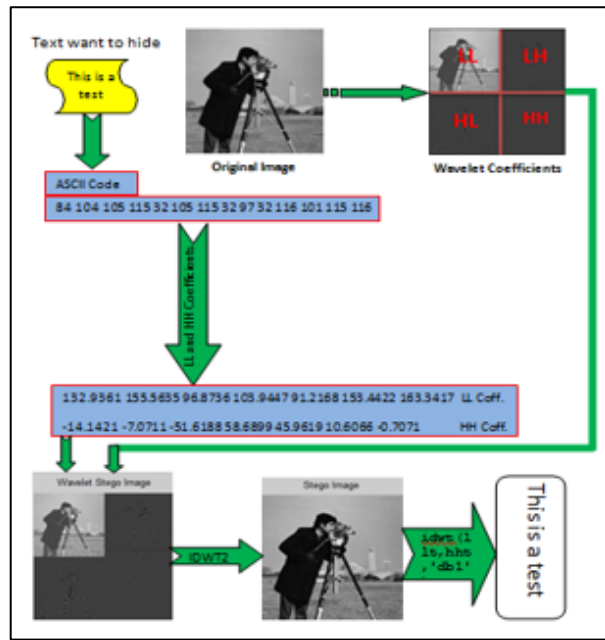 Text want to hide
This is a
test
Original Image
LL
LH
HL
HH
Wavelet Coefficients
ASCII Code
84 104 105 115 32 105 115 32 97 32 116 101 115 116
LL and HH Coefficients
132.9361 155.5635 96.8736 103.9447 91.2168 153.4422 163.3417 LL Coff.
-14.1421 -7.0711 -51.6188 58.6899 45.9619 10.6066 -0.7071 HH Coff.
Wavelet Stego Image
IDWT2
Stego Image
idwt(l
lt,hht
,'db1'
This is a test